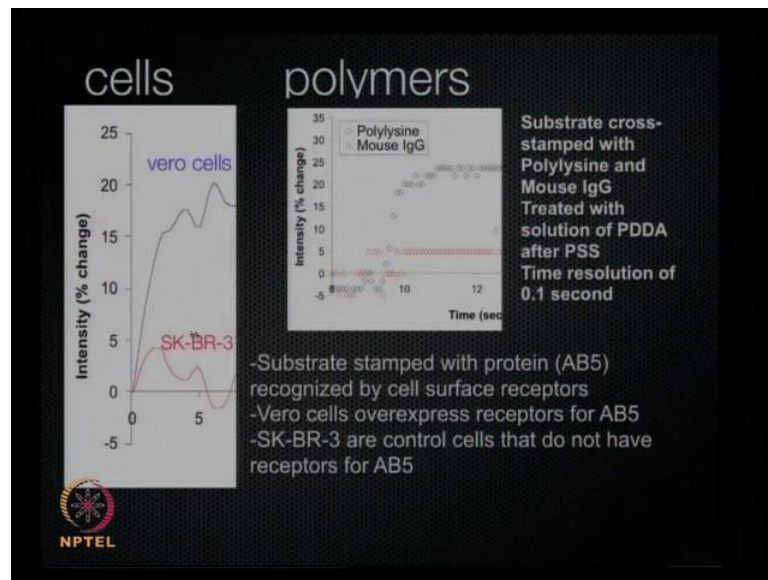 cells
polymers
25
20
15
10
5
0
-5
0
5
Intensity (% change)
vero cells
SK-BR-3
35
30
25
20
15
10
5
0
-5
8
10
12
Intensity (% change)
Polylysine
Mouse IgG
Time (sec
Substrate cross-
stamped with
Polylysine and
Mouse IgG
Treated with
solution of PDDA
after PSS
Time resolution of
0.1 second
-Substrate stamped with protein (AB5)
recognized by cell surface receptors
-Vero cells overexpress receptors for AB5
-SK-BR-3 are control cells that do not have
receptors for AB5
NPTEL